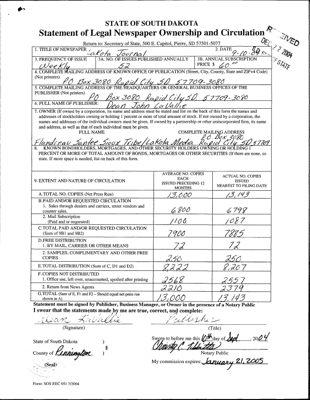 STATE OF SOUTH DAKOTA
Statement of Legal Newspaper Ownership and Circulation
Return to Secretary of State, 500 E. Capitol, Pierre, SD 57501-5077
RECEIVED
DEC 22 2004
1. TITLE OF NEWSPAPER Lakota Journal
2. DATE 9-10-04
3. FREQUENCY OF ISSUE Weekly
3A. NO. OF ISSUES PUBLISHED ANNUALLY 52
3B. ANNUAL SUBSCRIPTION PRICE $ 60.00
4. COMPLETE MAILING ADDRESS OF KNOWN OFFICE OF PUBLICATION (Street, City, County, State and ZIP+4 Code) (Not printers)
PO Box 3080 Rapid City SD 57709-3080
5. COMPLETE MAILING ADDRESS OF THE HEADQUARTERS OR GENERAL BUSINESS OFFICES OF THE PUBLISHER (Not printers)
PO Box 3080 Rapid City SD 57709-3080
6. FULL NAME OF PUBLISHER: Dean John LaVallie
7. OWNER (If owned by a corporation, its name and address must be stated and list on the back of this form the names and
addresses of stockholders owning or holding 1 percent or more of total amount of stock. If not owned by a corporation, the
names and addresses of the individual owners must be given. If owned by a partnership or other unincorporated firm, its name
and address, as well as that of each individual must be given.
FULL NAME
COMPLETE MAILING ADDRESS
PO Box 3080
Flandreau Santee Sioux Tribe/Lakota Media Rapid City SD 57709
8. KNOWN BONDHOLDERS, MORTGAGES, AND OTHER SECURITY HOLDERS OWNING OR HOLDING 1
PERCENT OR MORE OF TOTAL AMOUNT OF BONDS, MORTGAGES OR OTHER SECURITIES (If there are none, so
state. If more space is needed, list on back of this form.
9. EXTENT AND NATURE OF CIRCULATION
AVERAGE NO. COPIES EACH ISSUED PRECEDING 12 MONTHS
ACTUAL NO. COPIES ISSUED NEAREST TO FILING DATE
A. TOTAL NO. COPIES (Net Press Run) 13,000 13,143
B. PAID AND/OR REQUESTED CIRCULATION
1. Sales through dealers and carriers, street vendors and counter sales. 6800 6798
2. Mail Subscription (Paid and or requested) 1100 1087
C. TOTAL PAID AND/OR REQUESTED CIRCULATION (Sum of 9B1 and 9B2) 7900 7885
D. FREE DISTRIBUTION
1. BY MAIL, CARRIER OR OTHER MEANS 72 72
2. SAMPLES, COMPLIMENTARY AND OTHER FREE COPIES 250 250
E. TOTAL DISTRIBUTION (Sum of C, D1 and D2) 8,222 8,207
F. COPIES NOT DISTRIBUTED
1. Office use, left over, unaccounted, spoiled after printing 2568 2557
2. Return from News Agents 2210 2379
G. TOTAL (Sum of E, F1 and F2 - Should equal net press run shown in A) 13,000 13,143
Statement must be signed by Publisher, Business Manager, or Owner in the presence of a Notary Public
I swear that the statements made by me are true, correct, and complete:
Dean LaVallie
Publisher
(Signature)
(Title)
State of South Dakota )
County of Pennington )
(Seal)
Sworn to before me this 10th day of Sept. 2004
Notary Public
My commission expires: January 21, 2005
Form: SOS REC 051 7/2004